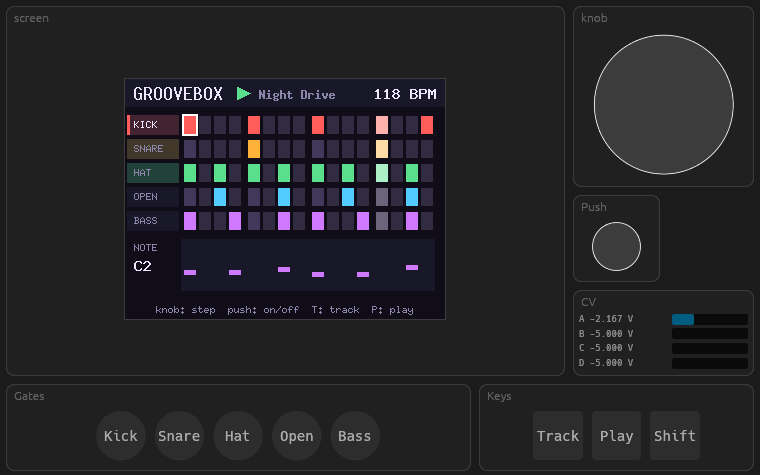 screen
GROOVEBOX Night Drive 118 BPM
KICK
SNARE
HAT
OPEN
BASS
NOTE
C2
knob: step push: on/off T: track P: play
knob
Push
CV
A -2.167 V
B -5.000 V
C -5.000 V
D -5.000 V
Gates
Kick Snare Hat Open Bass
Keys
Track Play Shift